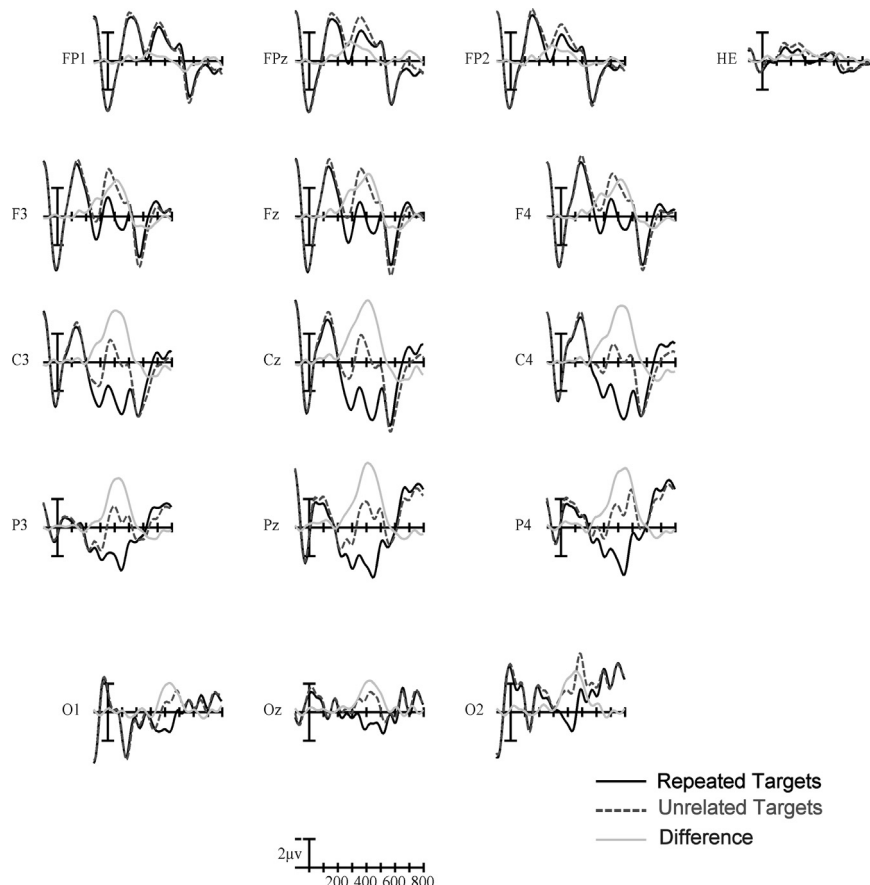 FP1 FPz FP2 HE
F3 Fz F4
C3 Cz C4
P3 Pz P4
O1 Oz O2
Repeated Targets
Unrelated Targets
Difference
2μv
200 400 600 800